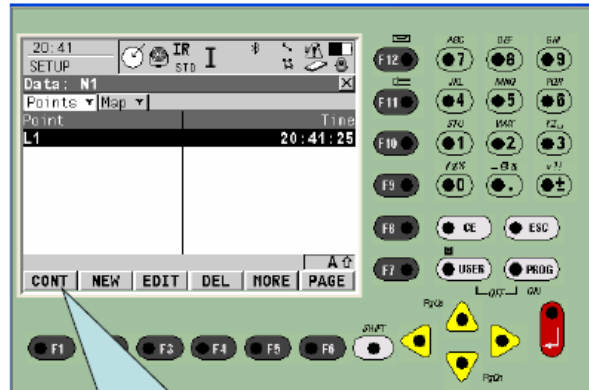 20:41
SETUP
IR
STD
I
Data: N1
Points Map
Point Time
L1 20:41:25
A
CONT NEW EDIT DEL MORE PAGE
ABC DEF GHI
F12 7 8 9
JKL MNO PQR
F11 4 5 6
STU VWX YZ
F10 1 2 3
F9 0 . ±
F8 CE ESC
F7 USER PROG
OFF ON
PgUp
SHIFT
F1 F3 F4 F5 F6
PgDn